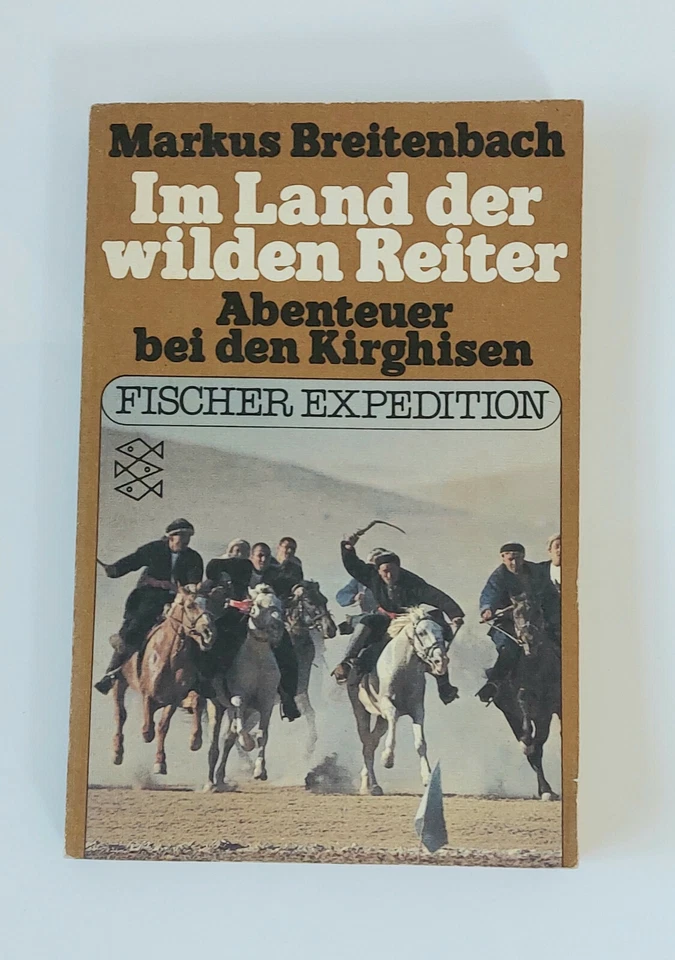 Markus Breitenbach
Im Land der
wilden Reiter
Abenteuer
bei den Kirghisen
FISCHER EXPEDITION